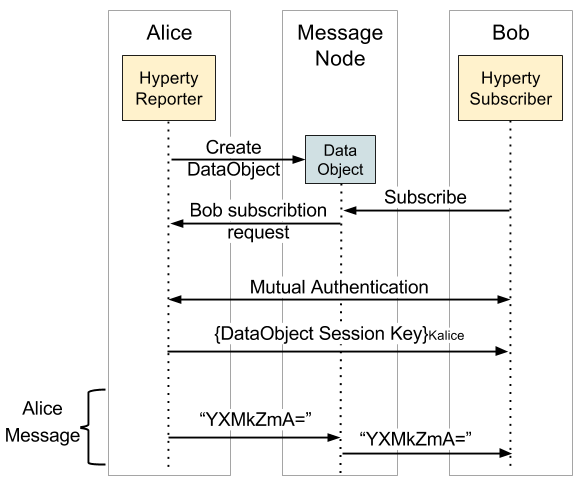 Alice
Message
Node
Bob
Hyperty
Reporter
Hyperty
Subscriber
Create
DataObject
Data
Object
Subscribe
Bob subscribtion
request
Mutual Authentication
{DataObject Session Key}Kalice
Alice
Message
“YXMkZmA=”
“YXMkZmA=”